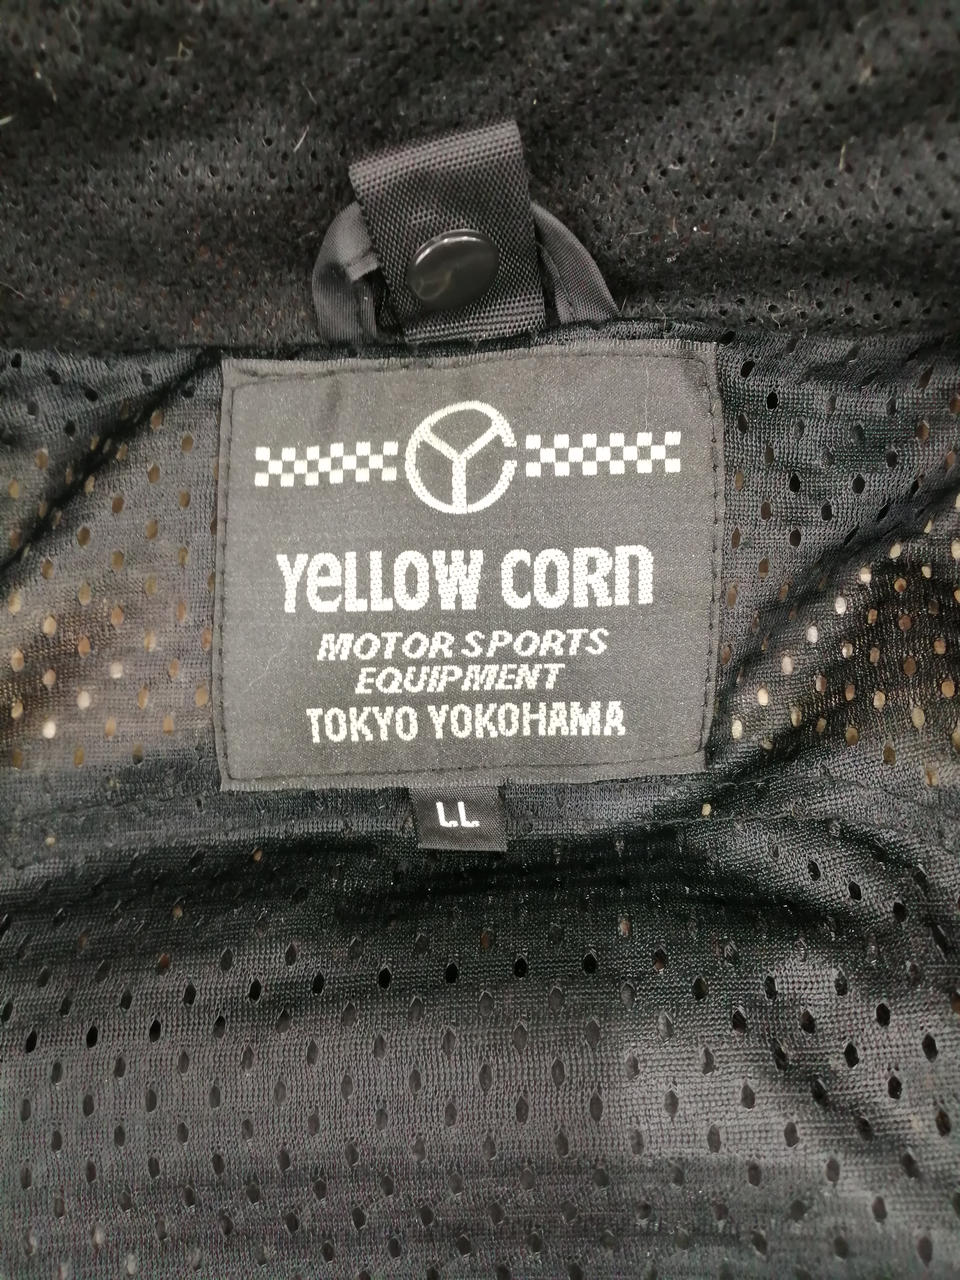 YeLLOW CORn
MOTOR SPORTS
EQUIPMENT
TOKYO YOKOHAMA
LL